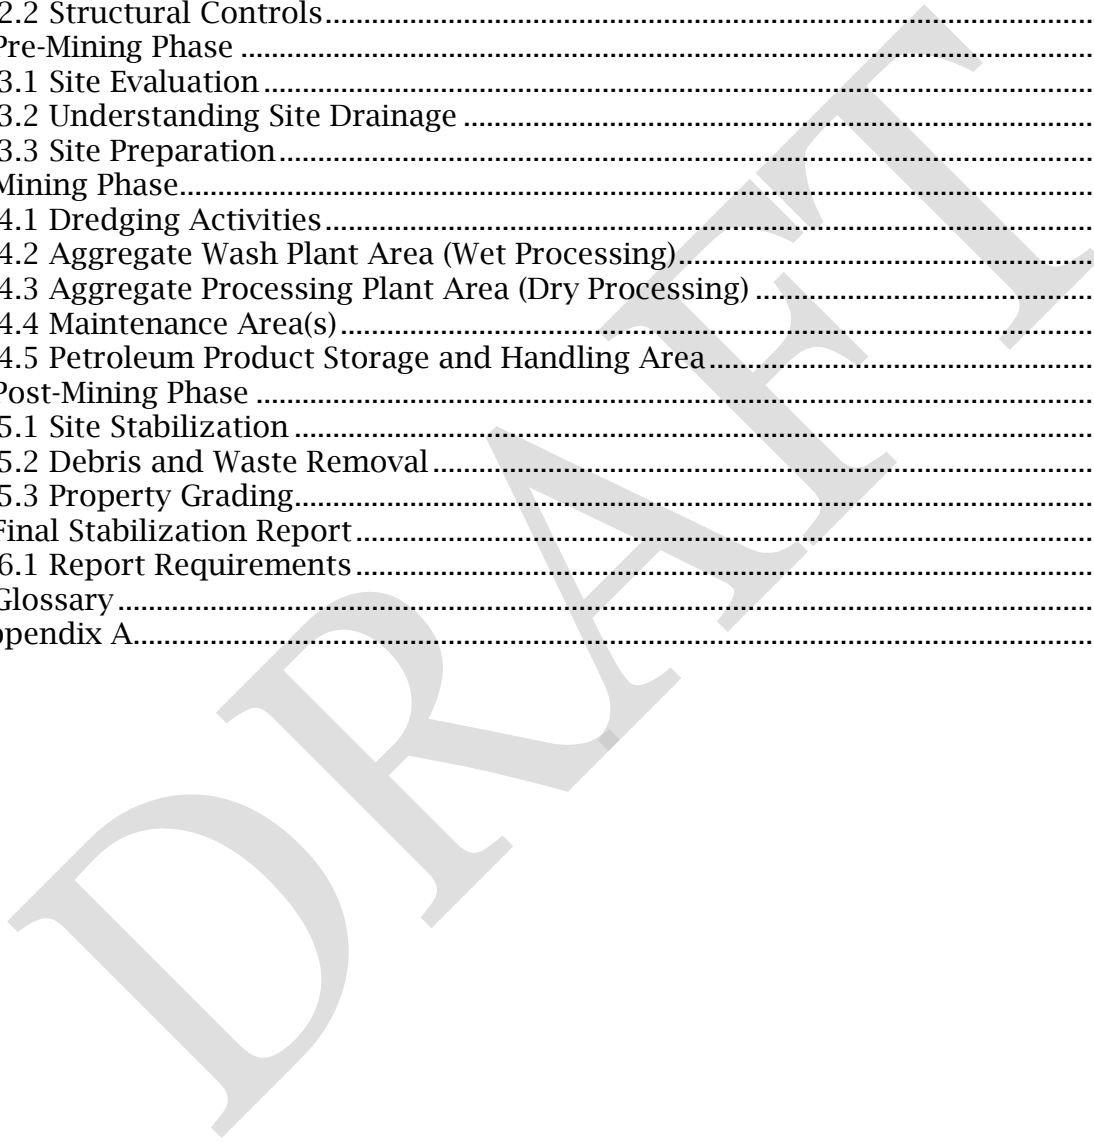 2.2 Structural Controls
Pre-Mining Phase
3.1 Site Evaluation
3.2 Understanding Site Drainage
3.3 Site Preparation
Mining Phase
4.1 Dredging Activities
4.2 Aggregate Wash Plant Area (Wet Processing)
4.3 Aggregate Processing Plant Area (Dry Processing)
4.4 Maintenance Area(s)
4.5 Petroleum Product Storage and Handling Area
Post-Mining Phase
5.1 Site Stabilization
5.2 Debris and Waste Removal
5.3 Property Grading
Final Stabilization Report
6.1 Report Requirements
Glossary
ppendix A
DRAFT